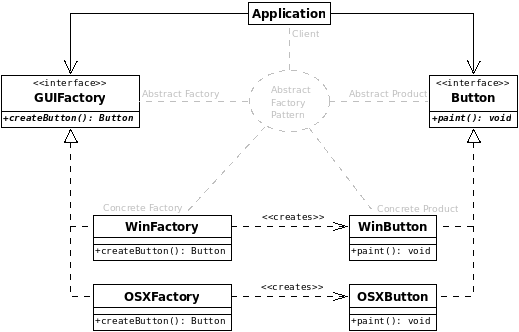 Application
Client
<<interface>>
GUIFactory
+createButton(): Button
Abstract Factory
Abstract
Factory
Pattern
Abstract Product
<<interface>>
Button
+paint(): void
Concrete Factory
Concrete Product
WinFactory
+createButton(): Button
<<creates>>
WinButton
+paint(): void
OSXFactory
+createButton(): Button
<<creates>>
OSXButton
+paint(): void